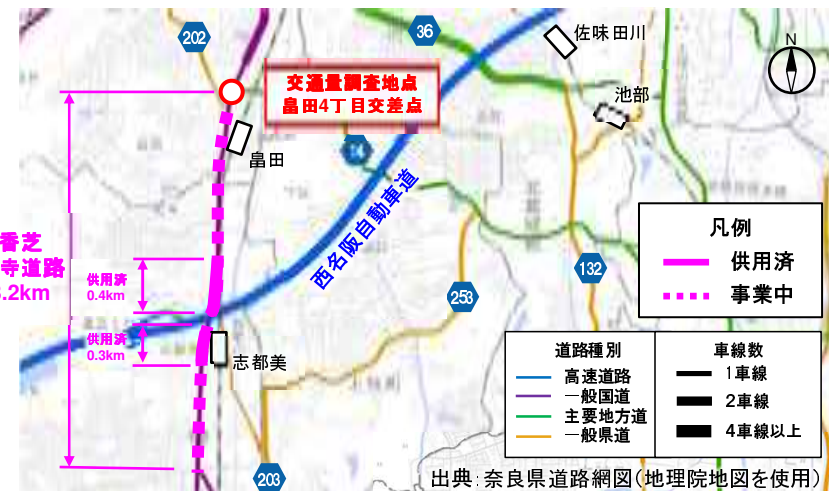 202
36
佐味田川
N
交通量調査地点
畠田4丁目交差点
池部
畠田
14
西名阪自動車道
香芝
寺道路
.2km
供用済
0.4km
供用済
0.3km
志都美
132
253
203
凡例
供用済
事業中
道路種別
高速道路
一般国道
主要地方道
一般県道
車線数
1車線
2車線
4車線以上
出典:奈良県道路網図(地理院地図を使用)